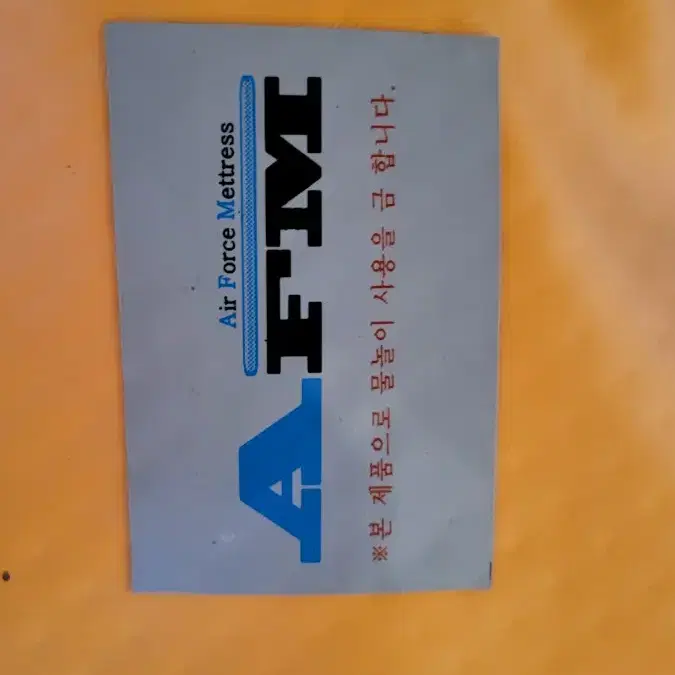 Air Force Mettress
AFM
※본 제품으로 물놀이 사용을 금 합니다.